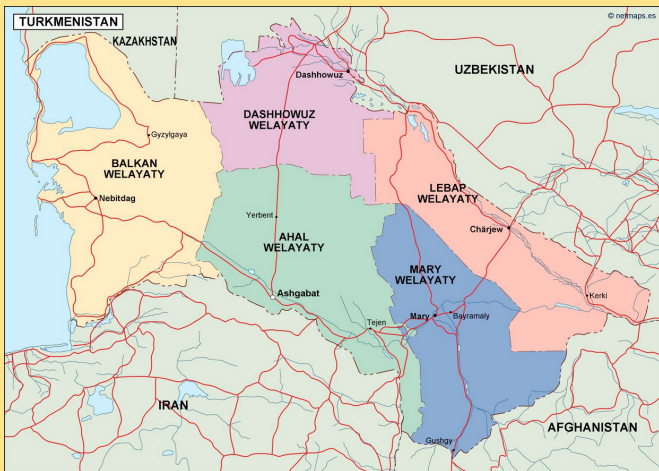 TURKMENISTAN
© netmaps.es
KAZAKHSTAN
UZBEKISTAN
Dashhowuz
DASHHOWUZ
WELAYATY
Gyzylgaya
BALKAN
WELAYATY
LEBAP
WELAYATY
Nebitdag
Yerbent
Chärjew
AHAL
WELAYATY
MARY
WELAYATY
Ashgabat
Kerki
Mary
Bayramaly
Tejen
IRAN
AFGHANISTAN
Gushgy